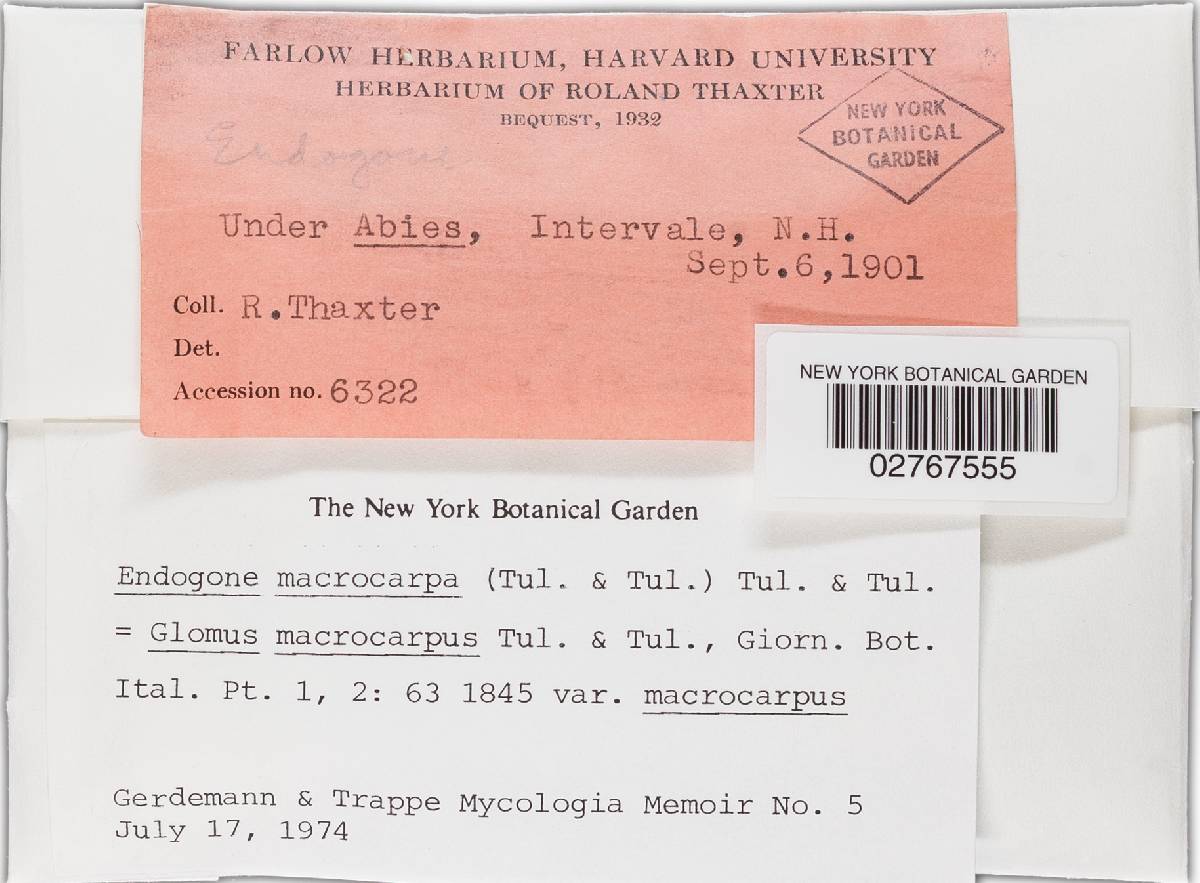 FARLOW HERBARIUM, HARVARD UNIVERSITY
HERBARIUM OF ROLAND THAXTER
BEQUEST, 1932
NEW YORK
BOTANICAL
GARDEN
Endogone
Under Abies, Intervale, N.H.
Sept.6,1901
Coll. R.Thaxter
Det.
Accession no. 6322
NEW YORK BOTANICAL GARDEN
02767555
The New York Botanical Garden
Endogone macrocarpa (Tul. & Tul.) Tul. & Tul.
= Glomus macrocarpus Tul. & Tul., Giorn. Bot.
Ital. Pt. 1, 2: 63 1845 var. macrocarpus
Gerdemann & Trappe Mycologia Memoir No. 5
July 17, 1974